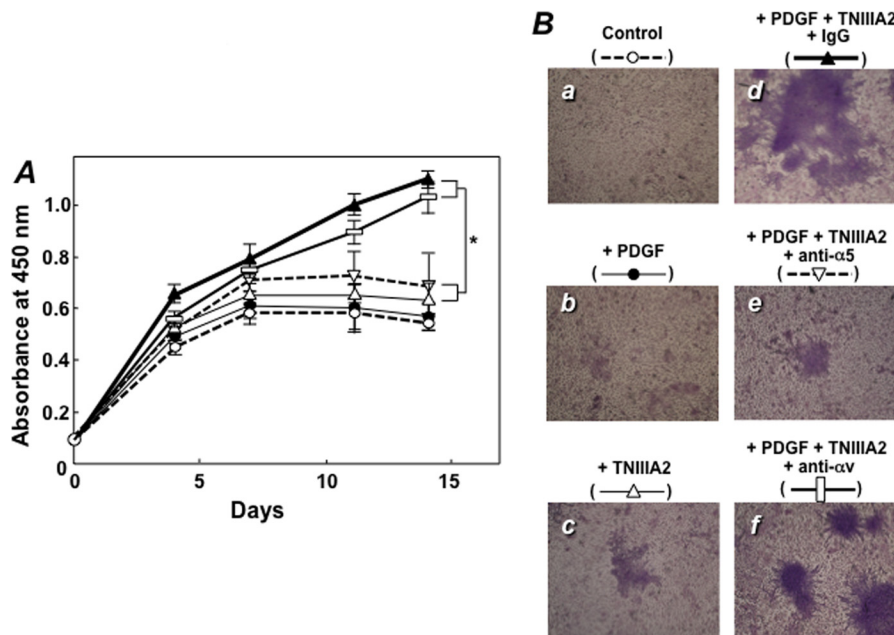 A
Absorbance at 450 nm
1.0
0.8
0.6
0.4
0.2
0
0
5
10
15
Days
*
B
Control
a
+ PDGF + TNIIIA2
+ IgG
d
+ PDGF
b
+ PDGF + TNIIIA2
+ anti-α5
e
+ TNIIIA2
c
+ PDGF + TNIIIA2
+ anti-αv
f